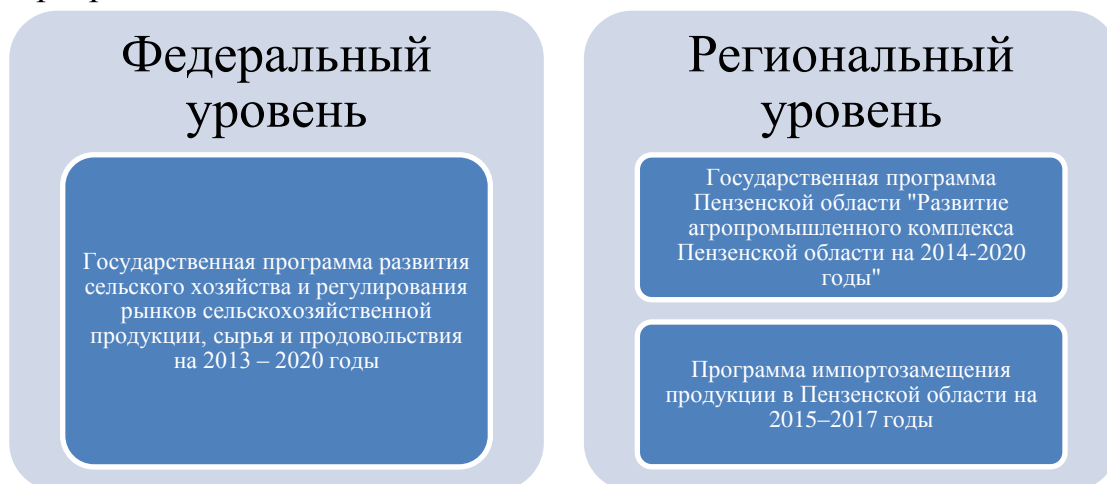 Федеральный
уровень
Государственная программа развития
сельского хозяйства и регулирования
рынков сельскохозяйственной
продукции, сырья и продовольствия
на 2013 – 2020 годы
Региональный
уровень
Государственная программа
Пензенской области "Развитие
агропромышленного комплекса
Пензенской области на 2014-2020
годы"
Программа импортозамещения
продукции в Пензенской области на
2015–2017 годы